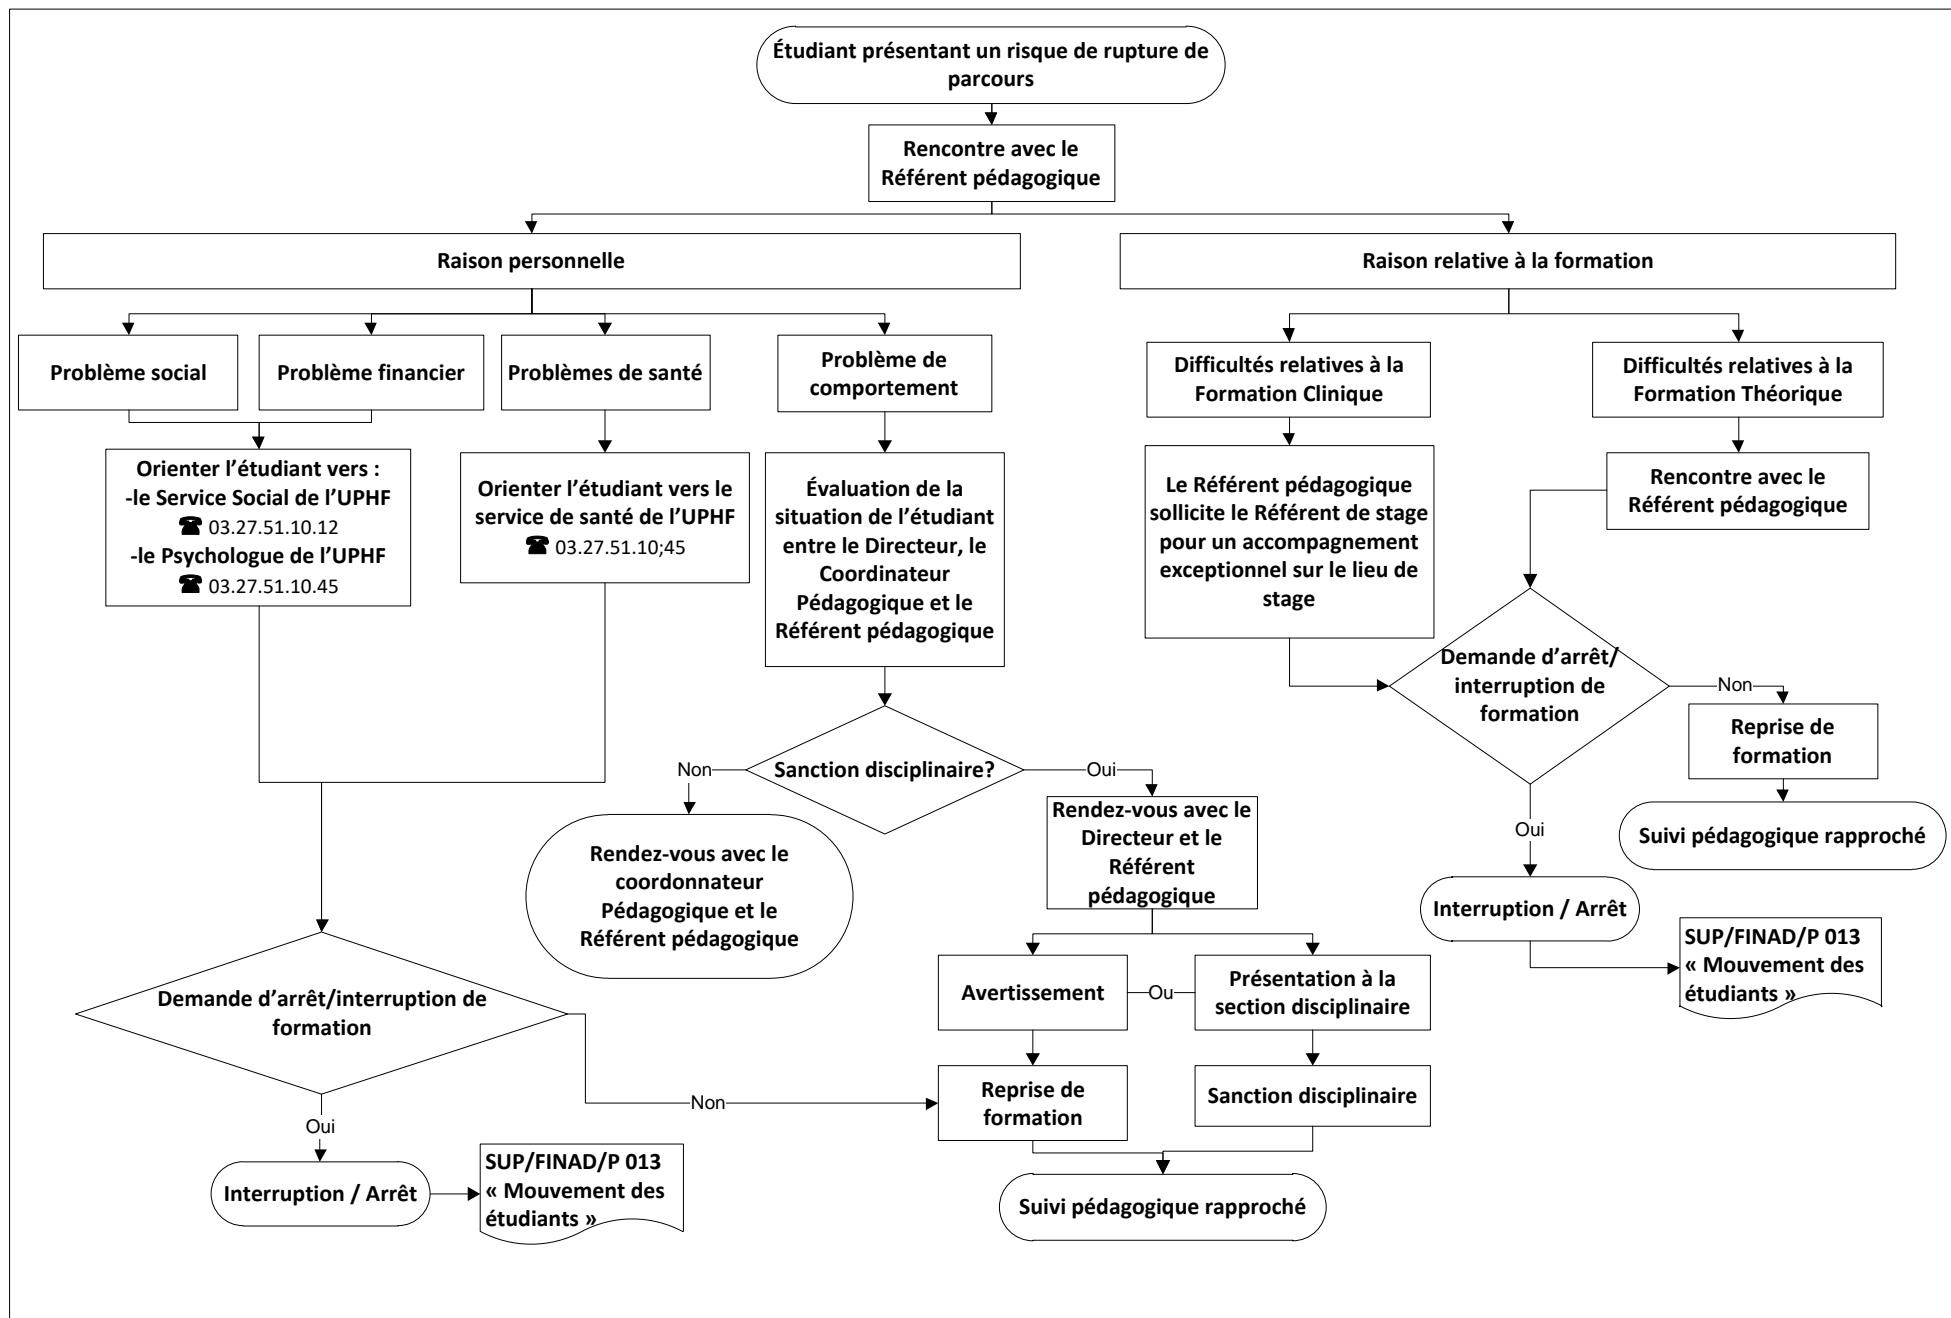 Étudiant présentant un risque de rupture de
parcours
Rencontre avec le
Référent pédagogique
Raison personnelle
Raison relative à la formation
Problème social
Problème financier
Problèmes de santé
Problème de
comportement
Difficultés relatives à la
Formation Clinique
Difficultés relatives à la
Formation Théorique
Orienter l’étudiant vers :
-le Service Social de l’UPHF
☎ 03.27.51.10.12
-le Psychologue de l’UPHF
☎ 03.27.51.10.45
Orienter l’étudiant vers le
service de santé de l’UPHF
☎ 03.27.51.10;45
Évaluation de la
situation de l’étudiant
entre le Directeur, le
Coordinateur
Pédagogique et le
Référent pédagogique
Le Référent pédagogique
sollicite le Référent de stage
pour un accompagnement
exceptionnel sur le lieu de
stage
Rencontre avec le
Référent pédagogique
Demande d’arrêt/
interruption de
formation
Non
Reprise de
formation
Suivi pédagogique rapproché
Oui
Interruption / Arrêt
SUP/FINAD/P 013
« Mouvement des
étudiants »
Sanction disciplinaire?
Non
Oui
Rendez-vous avec le
coordonnateur
Pédagogique et le
Référent pédagogique
Rendez-vous avec le
Directeur et le
Référent
pédagogique
Avertissement
Ou
Présentation à la
section disciplinaire
Reprise de
formation
Sanction disciplinaire
Suivi pédagogique rapproché
Demande d’arrêt/interruption de
formation
Non
Oui
Interruption / Arrêt
SUP/FINAD/P 013
« Mouvement des
étudiants »